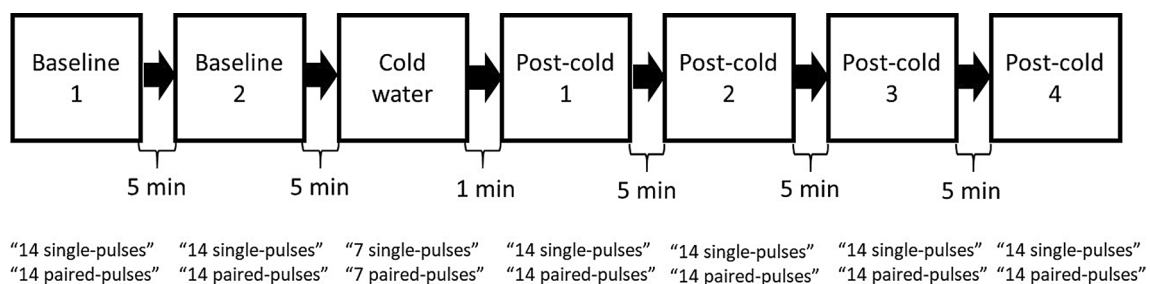 Baseline
1
Baseline
2
Cold
water
Post-cold
1
Post-cold
2
Post-cold
3
Post-cold
4
5 min
5 min
1 min
5 min
5 min
5 min
“14 single-pulses”
“14 paired-pulses”
“14 single-pulses”
“14 paired-pulses”
“7 single-pulses”
“7 paired-pulses”
“14 single-pulses”
“14 paired-pulses”
“14 single-pulses”
“14 paired-pulses”
“14 single-pulses”
“14 paired-pulses”
“14 single-pulses”
“14 paired-pulses”